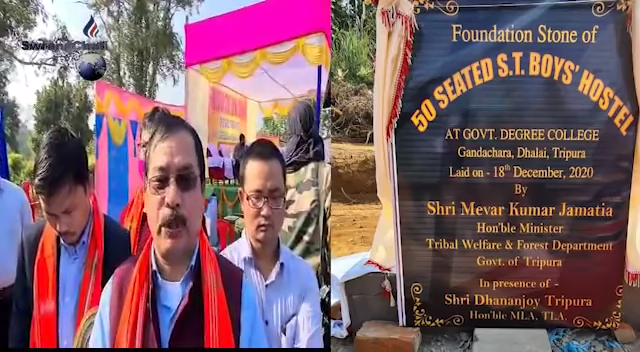 Foundation Stone of
50 SEATED S.T. BOYS' HOSTEL
AT GOVT. DEGREE COLLEGE
Gandachara, Dhalai, Tripura
Laid on - 18th December, 2020
By
Shri Mevar Kumar Jamatia
Hon'ble Minister
Tribal Welfare & Forest Department
Govt. of Tripura
In presence of -
Shri Dhananjoy Tripura
Hon'ble MLA, TLA.